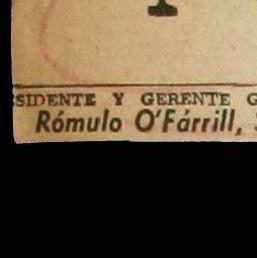 SIDENTE Y GERENTE G
Rómulo O'Fárrill,